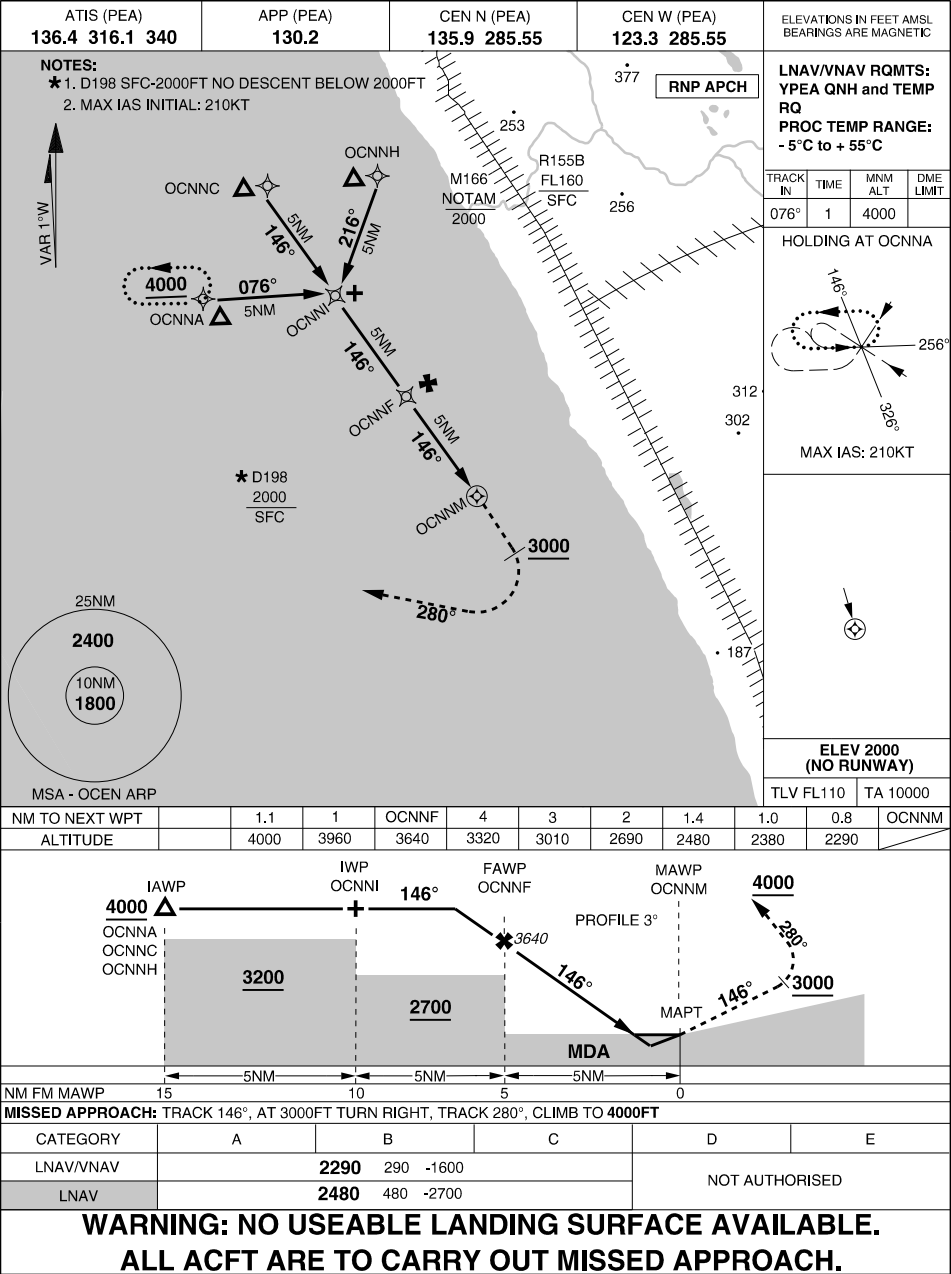 ATIS (PEA)
136.4 316.1 340
APP (PEA)
130.2
CEN N (PEA)
135.9 285.55
CEN W (PEA)
123.3 285.55
ELEVATIONS IN FEET AMSL
BEARINGS ARE MAGNETIC
NOTES:
* 1. D198 SFC-2000FT NO DESCENT BELOW 2000FT
2. MAX IAS INITIAL: 210KT
VAR 1°W
377
RNP APCH
253
OCNNC
OCNNH
M166
NOTAM
2000
R155B
FL160
SFC
256
5NM
146°
216°
5NM
4000
076°
5NM
OCNNA
OCNNI
5NM
146°
OCNNF
5NM
146°
312
302
* D198
2000
SFC
OCNNM
3000
280°
187
25NM
2400
10NM
1800
MSA - OCEN ARP
LNAV/VNAV RQMTS:
YPEA QNH and TEMP
RQ
PROC TEMP RANGE:
- 5°C to + 55°C
TRACK IN TIME MNM ALT DME LIMIT
076° 1 4000
HOLDING AT OCNNA
146°
256°
326°
MAX IAS: 210KT
ELEV 2000
(NO RUNWAY)
TLV FL110 TA 10000
NM TO NEXT WPT 1.1 1 OCNNF 4 3 2 1.4 1.0 0.8 OCNNM
ALTITUDE 4000 3960 3640 3320 3010 2690 2480 2380 2290
IAWP
4000
OCNNA
OCNNC
OCNNH
IWP
OCNNI
146°
FAWP
OCNNF
3640
PROFILE 3°
MAWP
OCNNM
4000
280°
3200
2700
146°
MAPT
146°
3000
MDA
5NM 5NM 5NM
NM FM MAWP 15 10 5 0
MISSED APPROACH: TRACK 146°, AT 3000FT TURN RIGHT, TRACK 280°, CLIMB TO 4000FT
CATEGORY A B C D E
LNAV/VNAV 2290 290 -1600
NOT AUTHORISED
LNAV 2480 480 -2700
WARNING: NO USEABLE LANDING SURFACE AVAILABLE.
ALL ACFT ARE TO CARRY OUT MISSED APPROACH.